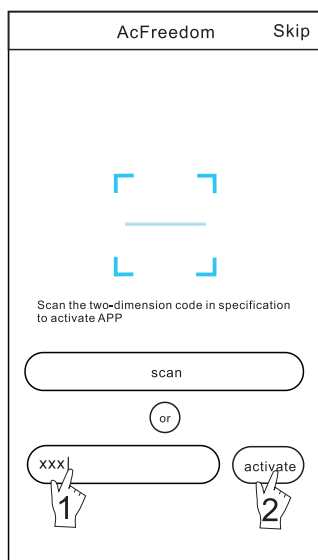 AcFreedom Skip
Scan the two-dimension code in specification
to activate APP
scan
or
xxx activate
1 2